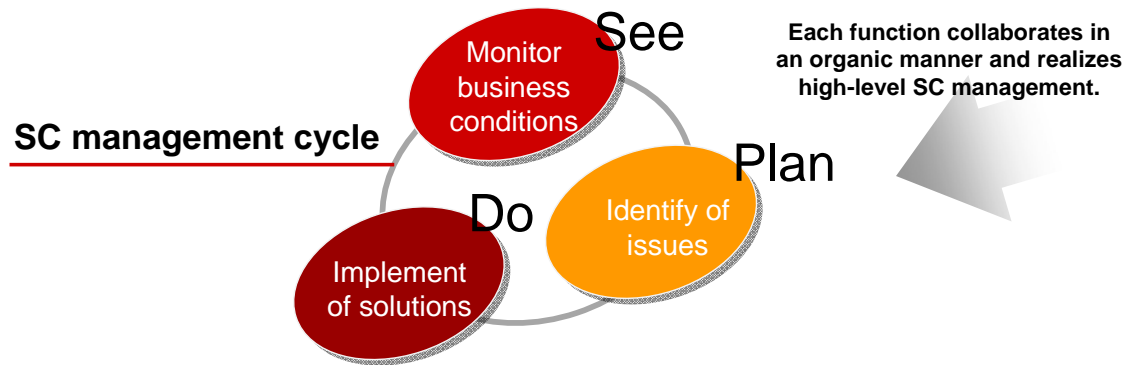 See
Monitor
business
conditions
Each function collaborates in
an organic manner and realizes
high-level SC management.
SC management cycle
Plan
Identify of
issues
Do
Implement
of solutions